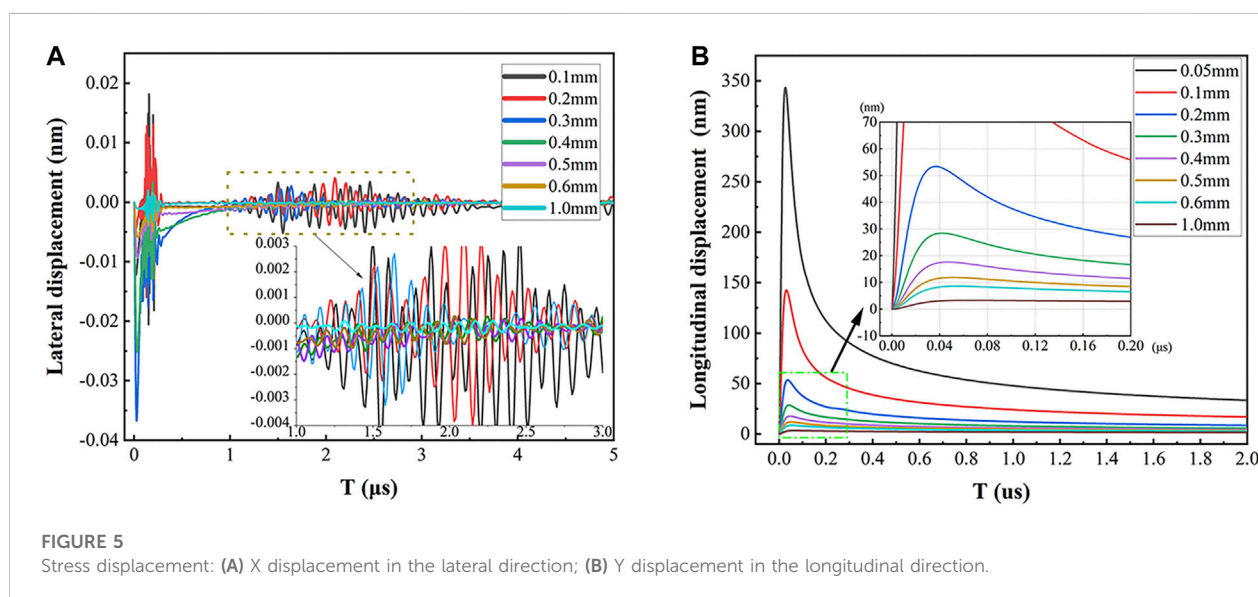 A
0.02
0.01
0.00
-0.01
-0.02
-0.03
-0.04
Lateral displacement (nm)
0.1mm
0.2mm
0.3mm
0.4mm
0.5mm
0.6mm
1.0mm
0.003
0.002
0.001
0.000
-0.001
-0.002
-0.003
-0.004
1.0 1.5 2.0 2.5 3.0
0 1 2 3 4 5
T (μs)
B
350
300
250
200
150
100
50
0
Longitudinal displacement (nm)
0.05mm
0.1mm
0.2mm
0.3mm
0.4mm
0.5mm
0.6mm
1.0mm
(nm)
70
60
50
40
30
20
10
0
-10
0.00 0.04 0.08 0.12 0.16 0.20
(μs)
0.0 0.2 0.4 0.6 0.8 1.0 1.2 1.4 1.6 1.8 2.0
T (us)
FIGURE 5
Stress displacement: (A) X displacement in the lateral direction; (B) Y displacement in the longitudinal direction.